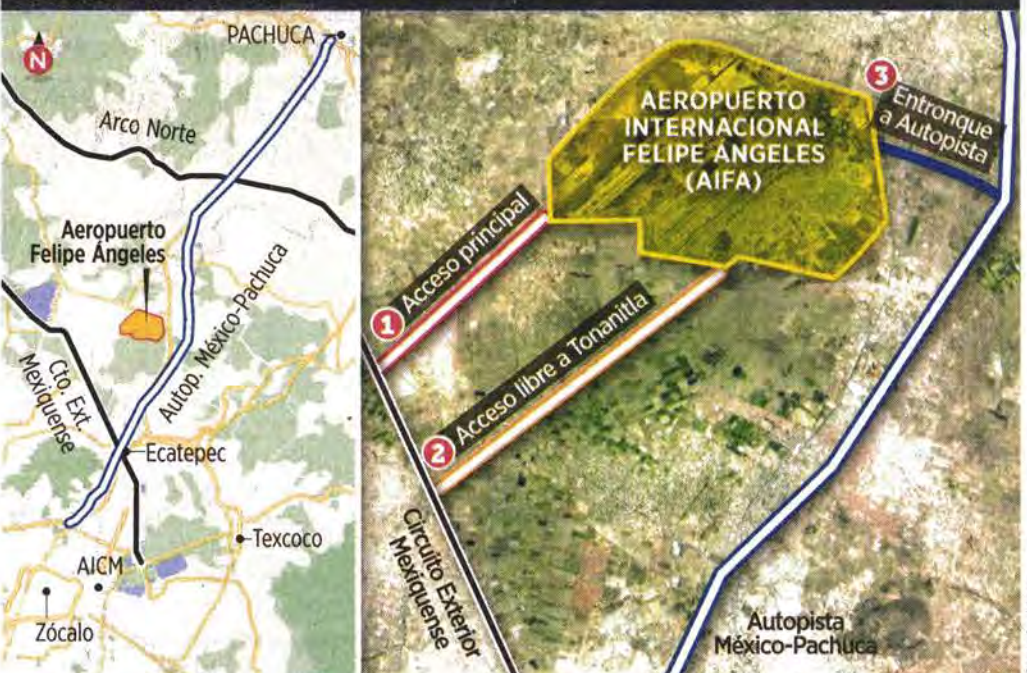 N
PACHUCA
Arco Norte
Aeropuerto
Felipe Ángeles
Autop. México-Pachuca
Cto. Ext.
Mexiquense
Ecatepec
Texcoco
AICM
Zócalo
AEROPUERTO
INTERNACIONAL
FELIPE ÁNGELES
(AIFA)
1 Acceso principal
2 Acceso libre a Tonanitla
3 Entronque
a Autopista
Circuito Exterior
Mexiquense
Autopista
México-Pachuca